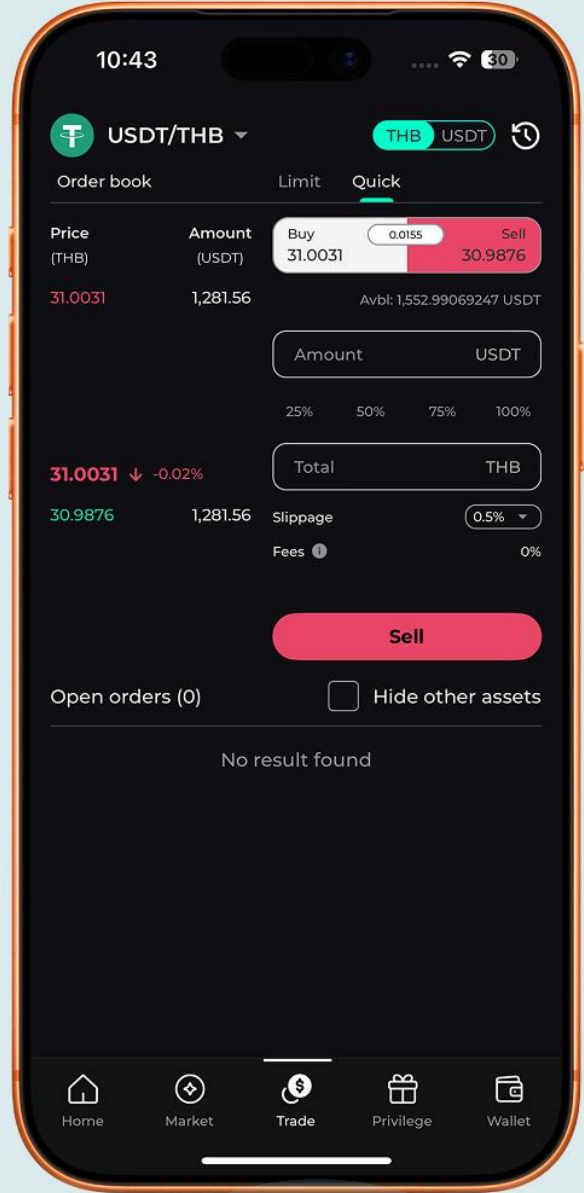 10:43
30
USDT/THB
THB USDT
Order book
Limit Quick
Price Amount
(THB) (USDT)
Buy 0.0155 Sell
31.0031 30.9876
31.0031 1,281.56
Avbl: 1,552.99069247 USDT
Amount USDT
25% 50% 75% 100%
31.0031 ↓ -0.02%
Total THB
30.9876 1,281.56
Slippage 0.5%
Fees 0%
Sell
Open orders (0) Hide other assets
No result found
Home Market Trade Privilege Wallet